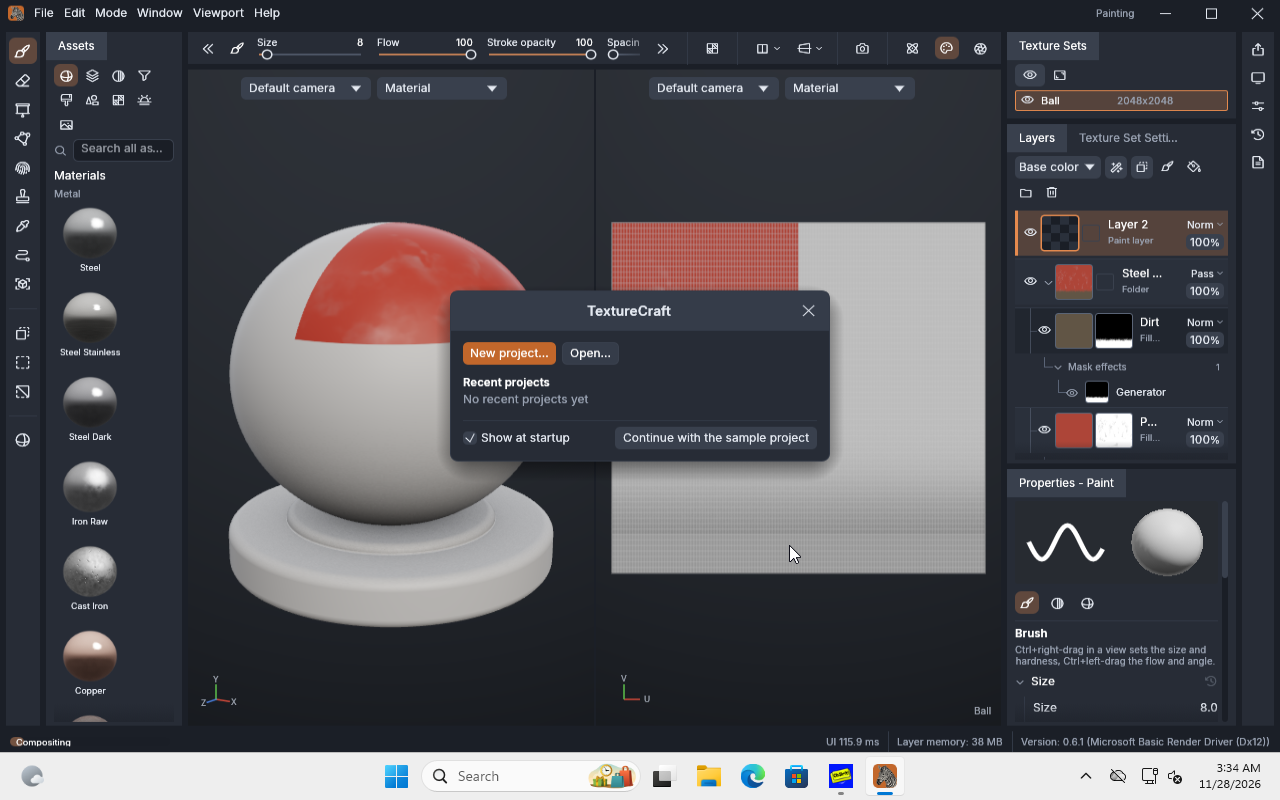 File Edit Mode Window Viewport Help
Painting
Assets
Size 8
Flow 100
Stroke opacity 100
Spacin
Texture Sets
Default camera
Material
Default camera
Material
Ball 2048x2048
Layers
Texture Set Setti...
Search all as...
Base color
Materials
Metal
Steel
Steel Stainless
Steel Dark
Iron Raw
Cast Iron
Copper
Layer 2
Paint layer
Norm
100%
Steel ...
Folder
Pass
100%
Dirt
Fill...
Norm
100%
Mask effects 1
Generator
P...
Fill...
Norm
100%
TextureCraft
New project...
Open...
Recent projects
No recent projects yet
Show at startup
Continue with the sample project
Properties - Paint
Brush
Ctrl+right-drag in a view sets the size and
hardness, Ctrl+left-drag the flow and angle.
Size
Size 8.0
Y
Z X
V
U
Ball
Compositing
UI 115.9 ms
Layer memory: 38 MB
Version: 0.6.1 (Microsoft Basic Render Driver (Dx12))
Search
3:34 AM
11/28/2026